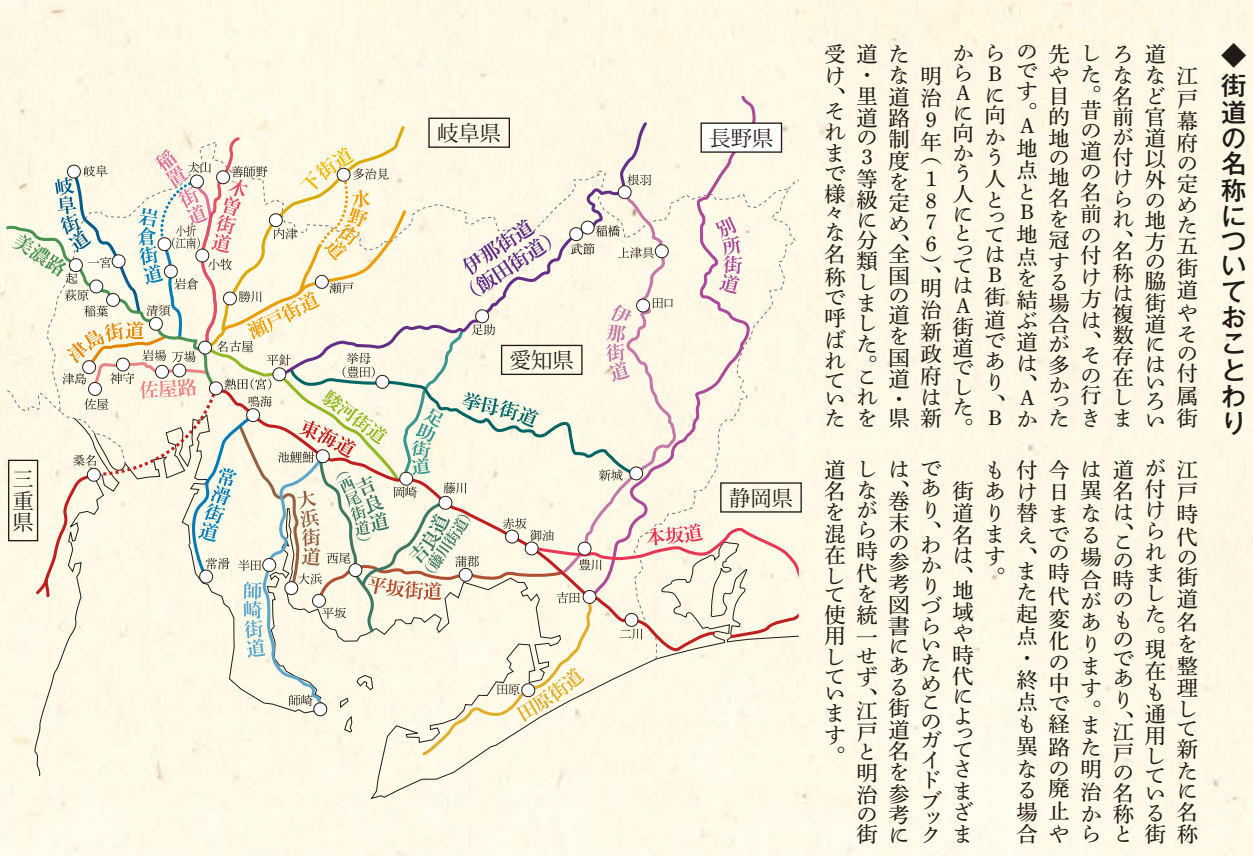 ◆街道の名称についておことわり
江戸幕府の定めた五街道やその付属街
道など官道以外の地方の脇街道にはいろい
ろな名前が付けられ、名称は複数存在しま
した。昔の道の名前の付け方は、その行き
先や目的地の地名を冠する場合が多かった
のです。A地点とB地点を結ぶ道は、Aか
らBに向かう人とってはB街道であり、B
からAに向かう人にとってはA街道でした。
明治9年(1876)、明治新政府は新
たな道路制度を定め、全国の道を国道・県
道・里道の3等級に分類しました。これを
受け、それまで様々な名称で呼ばれていた
江戸時代の街道名を整理して新たに名称
が付けられました。現在も通用している街
道名は、この時のものであり、江戸の名称と
は異なる場合があります。また明治から
今日までの時代変化の中で経路の廃止や
付け替え、また起点・終点も異なる場合
もあります。
街道名は、地域や時代によってさまざま
であり、わかりづらいためこのガイドブック
は、巻末の参考図書にある街道名を参考に
しながら時代を統一せず、江戸と明治の街
道名を混在して使用しています。
岐阜県
長野県
愛知県
静岡県
三重県
岐阜
岐阜街道
美濃路
起
一宮
萩原
稲葉
清須
稲置街道
犬山
善師野
木曽街道
岩倉街道
小折
(江南)
岩倉
小牧
下街道
多治見
水野街道
内津
勝川
瀬戸
瀬戸街道
名古屋
津島街道
津島
神守
岩場
万場
佐屋
佐屋路
熱田(宮)
鳴海
平針
挙母
(豊田)
伊那街道
(飯田街道)
足助
武節
稲橋
根羽
上津具
田口
伊那街道
別所街道
挙母街道
駿河街道
東海道
足助街道
池鯉鮒
岡崎
藤川
新城
桑名
常滑街道
常滑
大浜街道
半田
大浜
吉良道
(西尾街道)
吉良道
(藤川街道)
西尾
平坂街道
平坂
蒲郡
赤坂
御油
豊川
本坂道
吉田
二川
師崎街道
師崎
田原
田原街道